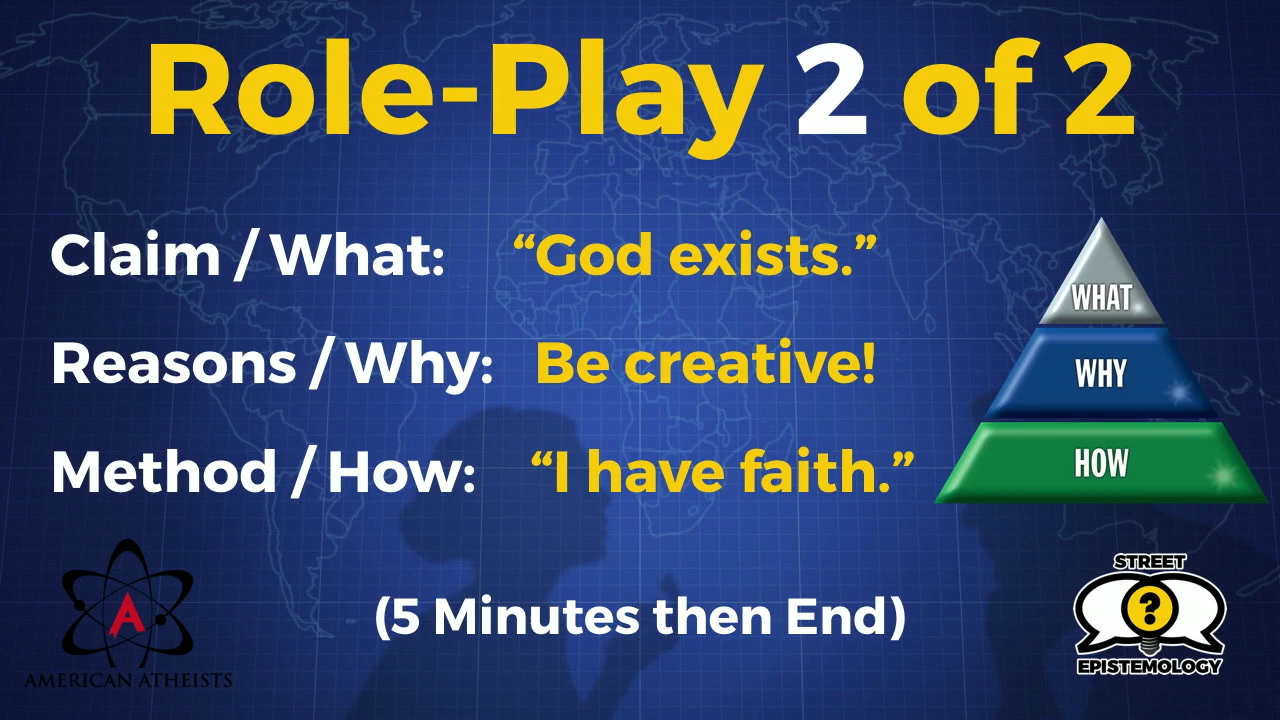 Role-Play 2 of 2
Claim / What: “God exists.”
Reasons / Why: Be creative!
Method / How: “I have faith.”
WHAT
WHY
HOW
(5 Minutes then End)
A
AMERICAN ATHEISTS
STREET
?
EPISTEMOLOGY